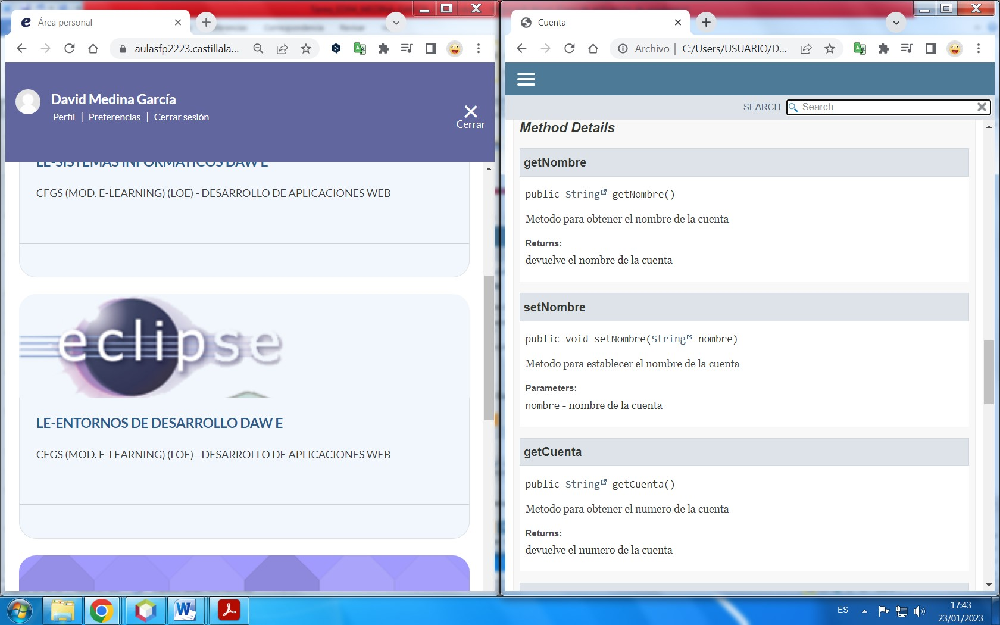 Área personal
aulasfp2223.castillala...
David Medina García
Perfil | Preferencias | Cerrar sesión
Cerrar
LE-SISTEMAS INFORMÁTICOS DAW E
CFGS (MOD. E-LEARNING) (LOE) - DESARROLLO DE APLICACIONES WEB
eclipse
LE-ENTORNOS DE DESARROLLO DAW E
CFGS (MOD. E-LEARNING) (LOE) - DESARROLLO DE APLICACIONES WEB
Cuenta
Archivo | C:/Users/USUARIO/D...
SEARCH Search
Method Details
getNombre
public String getNombre()
Metodo para obtener el nombre de la cuenta
Returns:
devuelve el nombre de la cuenta
setNombre
public void setNombre(String nombre)
Metodo para establecer el nombre de la cuenta
Parameters:
nombre - nombre de la cuenta
getCuenta
public String getCuenta()
Metodo para obtener el numero de la cuenta
Returns:
devuelve el numero de la cuenta
ES
17:43
23/01/2023